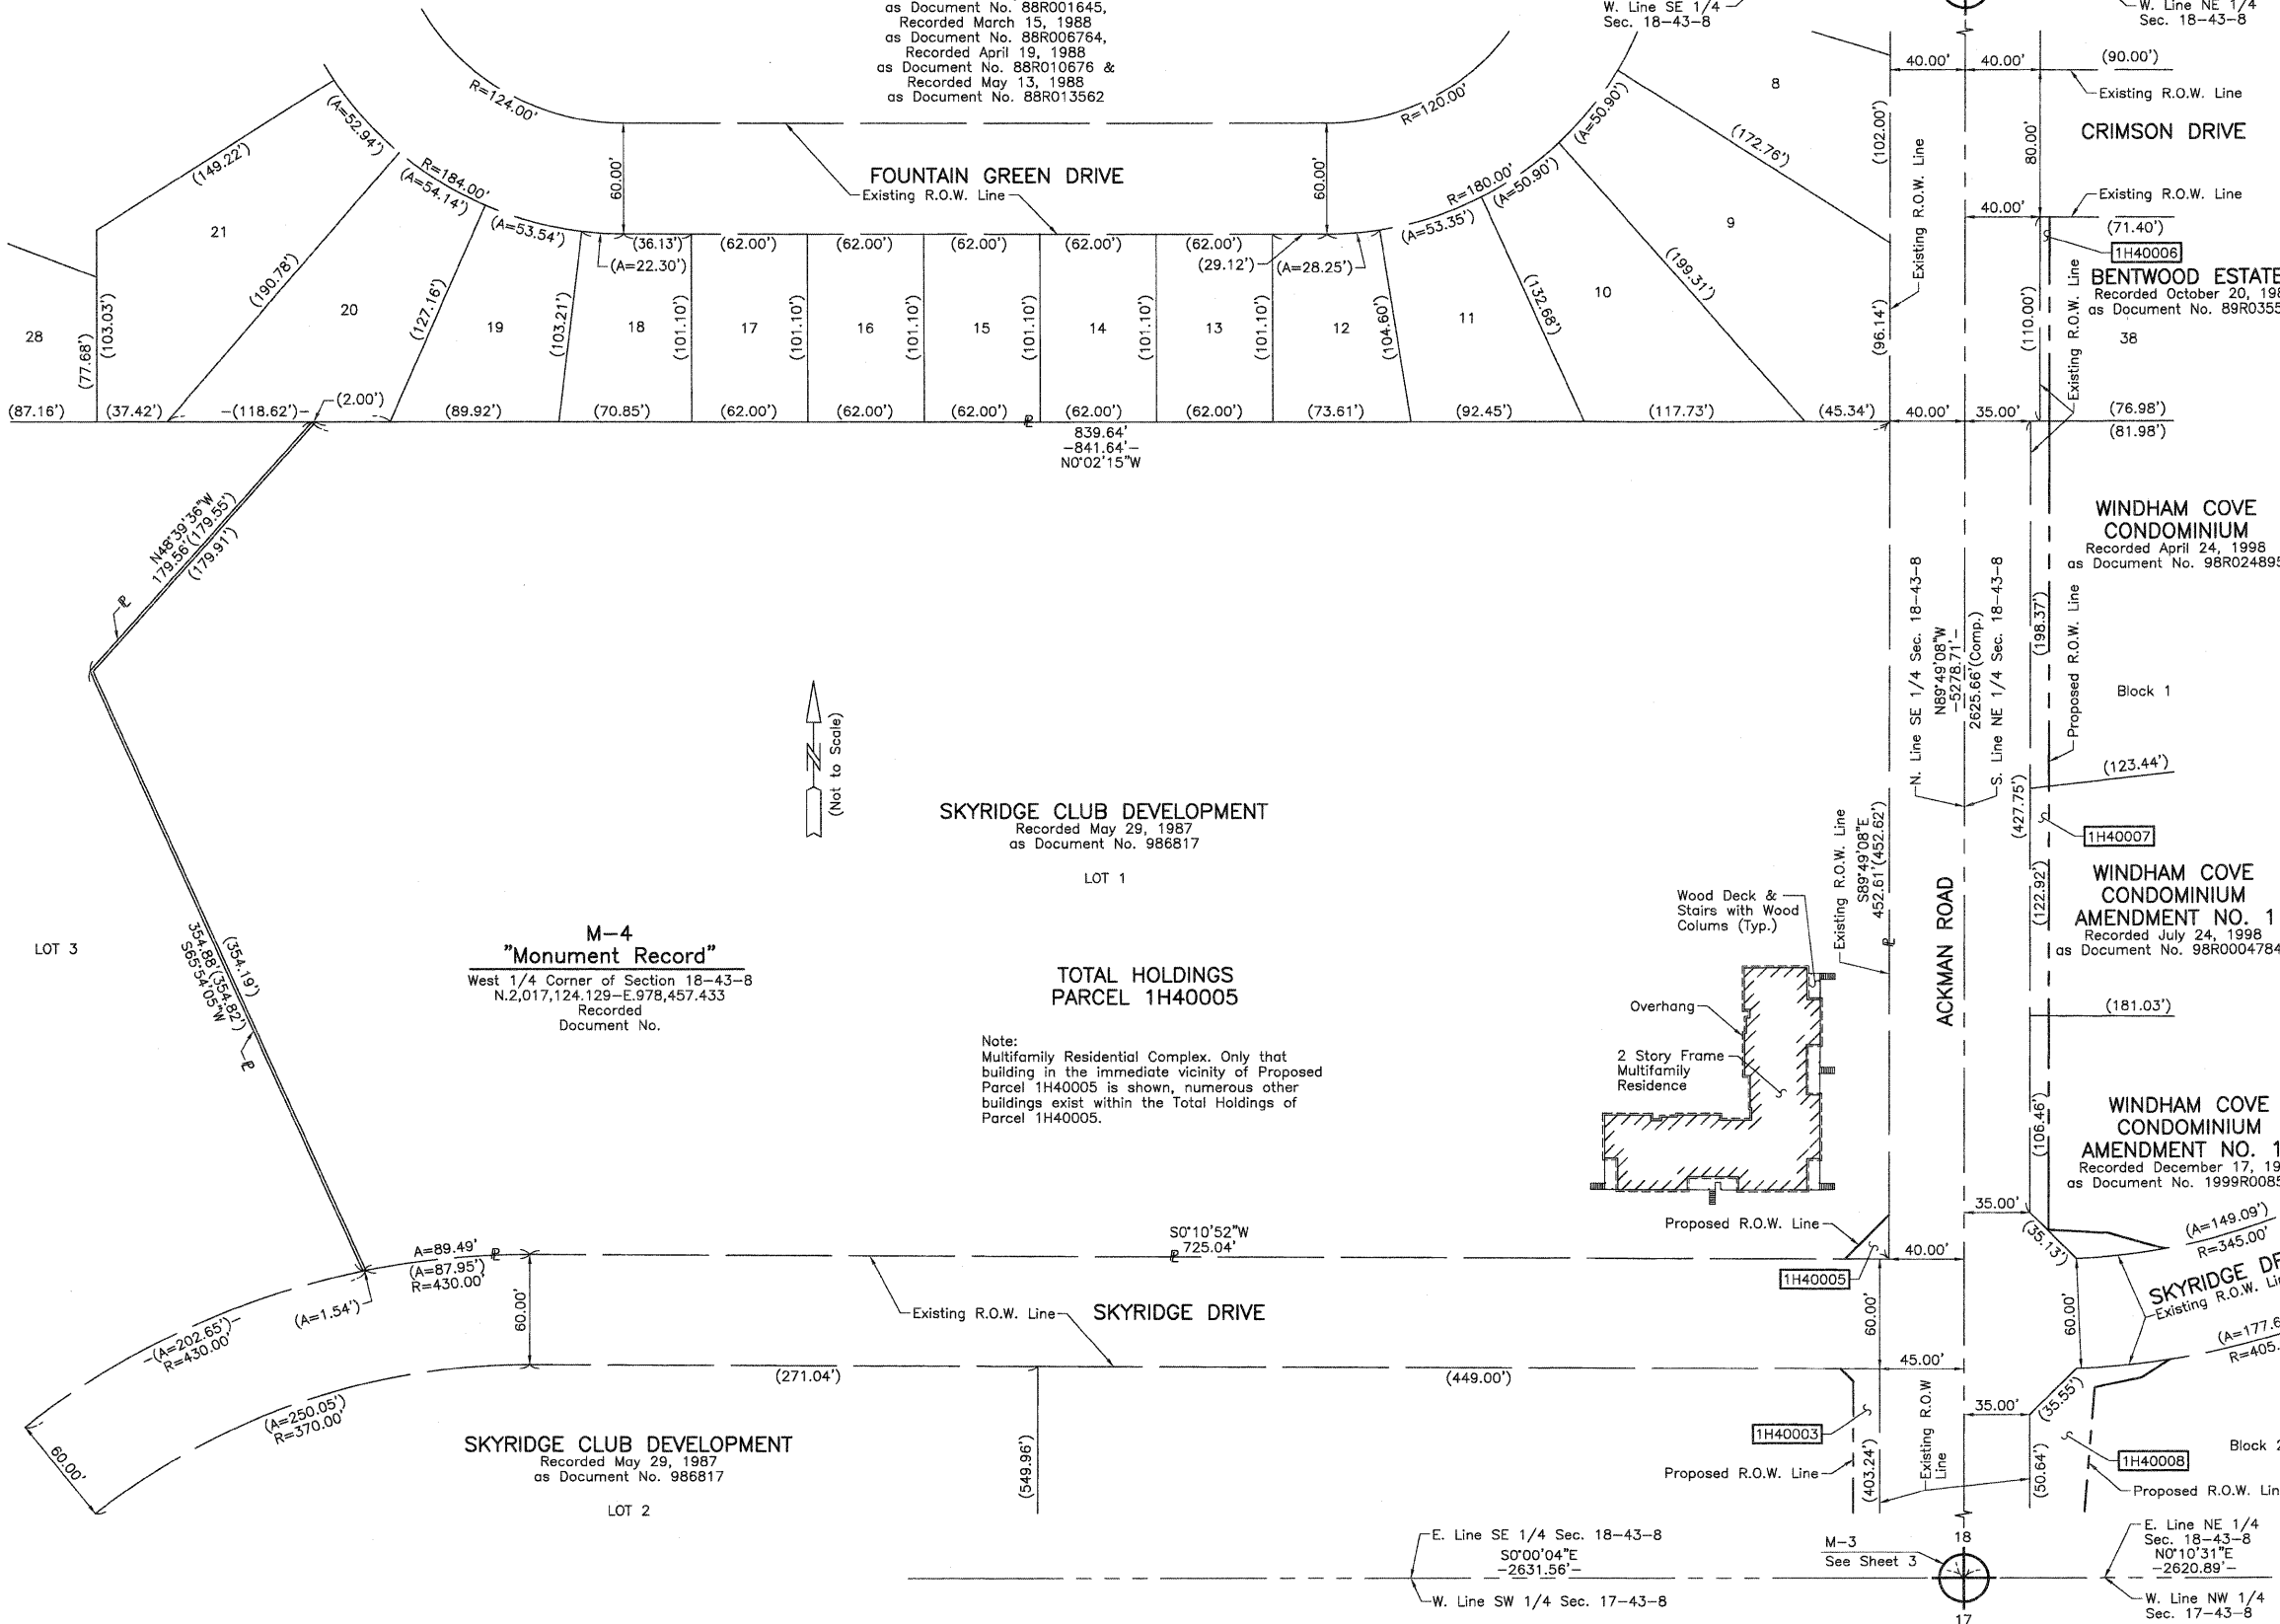 as Document No. 88R001645,
Recorded March 15, 1988
as Document No. 88R006764,
Recorded April 19, 1988
as Document No. 88R010676 &
Recorded May 13, 1988
as Document No. 88R013562
W. Line SE 1/4
Sec. 18-43-8
W. Line NE 1/4
Sec. 18-43-8
40.00'
40.00'
(90.00')
Existing R.O.W. Line
CRIMSON DRIVE
80.00'
Existing R.O.W. Line
40.00'
(71.40')
1H40006
BENTWOOD ESTATE
Recorded October 20, 198
as Document No. 89R0355
38
(110.00')
Existing R.O.W. Line
(76.98')
(81.98')
R=124.00'
R=120.00'
(A=52.94')
R=184.00'
(A=54.14')
(A=53.54')
(A=22.30')
(149.22')
60.00'
FOUNTAIN GREEN DRIVE
Existing R.O.W. Line
60.00'
R=180.00'
(A=50.90')
(A=50.90')
(A=53.35')
(A=28.25')
(29.12')
(36.13')
(62.00')
(62.00')
(62.00')
(62.00')
(62.00')
8
(172.76')
(102.00')
Existing R.O.W. Line
9
(199.31')
10
(132.68')
11
(104.60')
12
(101.10')
13
(101.10')
14
(101.10')
15
(101.10')
16
(101.10')
17
(101.10')
18
(103.21')
19
(127.16')
20
(190.78')
21
(103.03')
(77.68')
28
(96.14')
(87.16')
(37.42')
-(118.62')-
(2.00')
(89.92')
(70.85')
(62.00')
(62.00')
(62.00')
(62.00')
(62.00')
(73.61')
(92.45')
(117.73')
(45.34')
40.00'
35.00'
839.64'
-841.64'-
N0°02'15"W
N48°39'36"W
179.56'(179.55')
(179.91')
(Not to Scale)
N
WINDHAM COVE
CONDOMINIUM
Recorded April 24, 1998
as Document No. 98R024895
(198.37')
Proposed R.O.W. Line
Block 1
(123.44')
N. Line SE 1/4 Sec. 18-43-8
N89°49'08"W
-5278.71'-
2625.66'(Comp.)
S. Line NE 1/4 Sec. 18-43-8
(427.75')
1H40007
SKYRIDGE CLUB DEVELOPMENT
Recorded May 29, 1987
as Document No. 986817
LOT 1
Existing R.O.W. Line
S89°49'08"E
452.61'(452.62')
ACKMAN ROAD
(122.92')
WINDHAM COVE
CONDOMINIUM
AMENDMENT NO. 1
Recorded July 24, 1998
as Document No. 98R0004784
(181.03')
Wood Deck &
Stairs with Wood
Colums (Typ.)
Overhang
2 Story Frame
Multifamily
Residence
LOT 3
(354.19')
354.88'(354.82')
S65°54'05"W
M-4
"Monument Record"
West 1/4 Corner of Section 18-43-8
N.2,017,124.129-E.978,457.433
Recorded
Document No.
TOTAL HOLDINGS
PARCEL 1H40005
Note:
Multifamily Residential Complex. Only that
building in the immediate vicinity of Proposed
Parcel 1H40005 is shown, numerous other
buildings exist within the Total Holdings of
Parcel 1H40005.
(106.46')
WINDHAM COVE
CONDOMINIUM
AMENDMENT NO. 1
Recorded December 17, 19
as Document No. 1999R0085
35.00'
(35.13')
(A=149.09')
R=345.00'
Proposed R.O.W. Line
40.00'
1H40005
60.00'
60.00'
SKYRIDGE DR
Existing R.O.W. Li
(A=177.6
R=405.
A=89.49'
(A=87.95')
R=430.00'
(A=1.54')
-(A=202.65')-
R=430.00'
60.00'
60.00'
S0°10'52"W
725.04'
Existing R.O.W. Line
SKYRIDGE DRIVE
(A=250.05')
R=370.00'
(271.04')
(449.00')
45.00'
35.00'
(35.55')
SKYRIDGE CLUB DEVELOPMENT
Recorded May 29, 1987
as Document No. 986817
LOT 2
(549.96')
1H40003
Proposed R.O.W. Line
(403.24')
Existing R.O.W
Line
(50.64')
1H40008
Block 2
Proposed R.O.W. Lin
E. Line SE 1/4 Sec. 18-43-8
S0°00'04"E
-2631.56'-
W. Line SW 1/4 Sec. 17-43-8
M-3
See Sheet 3
18
17
E. Line NE 1/4
Sec. 18-43-8
N0°10'31"E
-2620.89'-
W. Line NW 1/4
Sec. 17-43-8